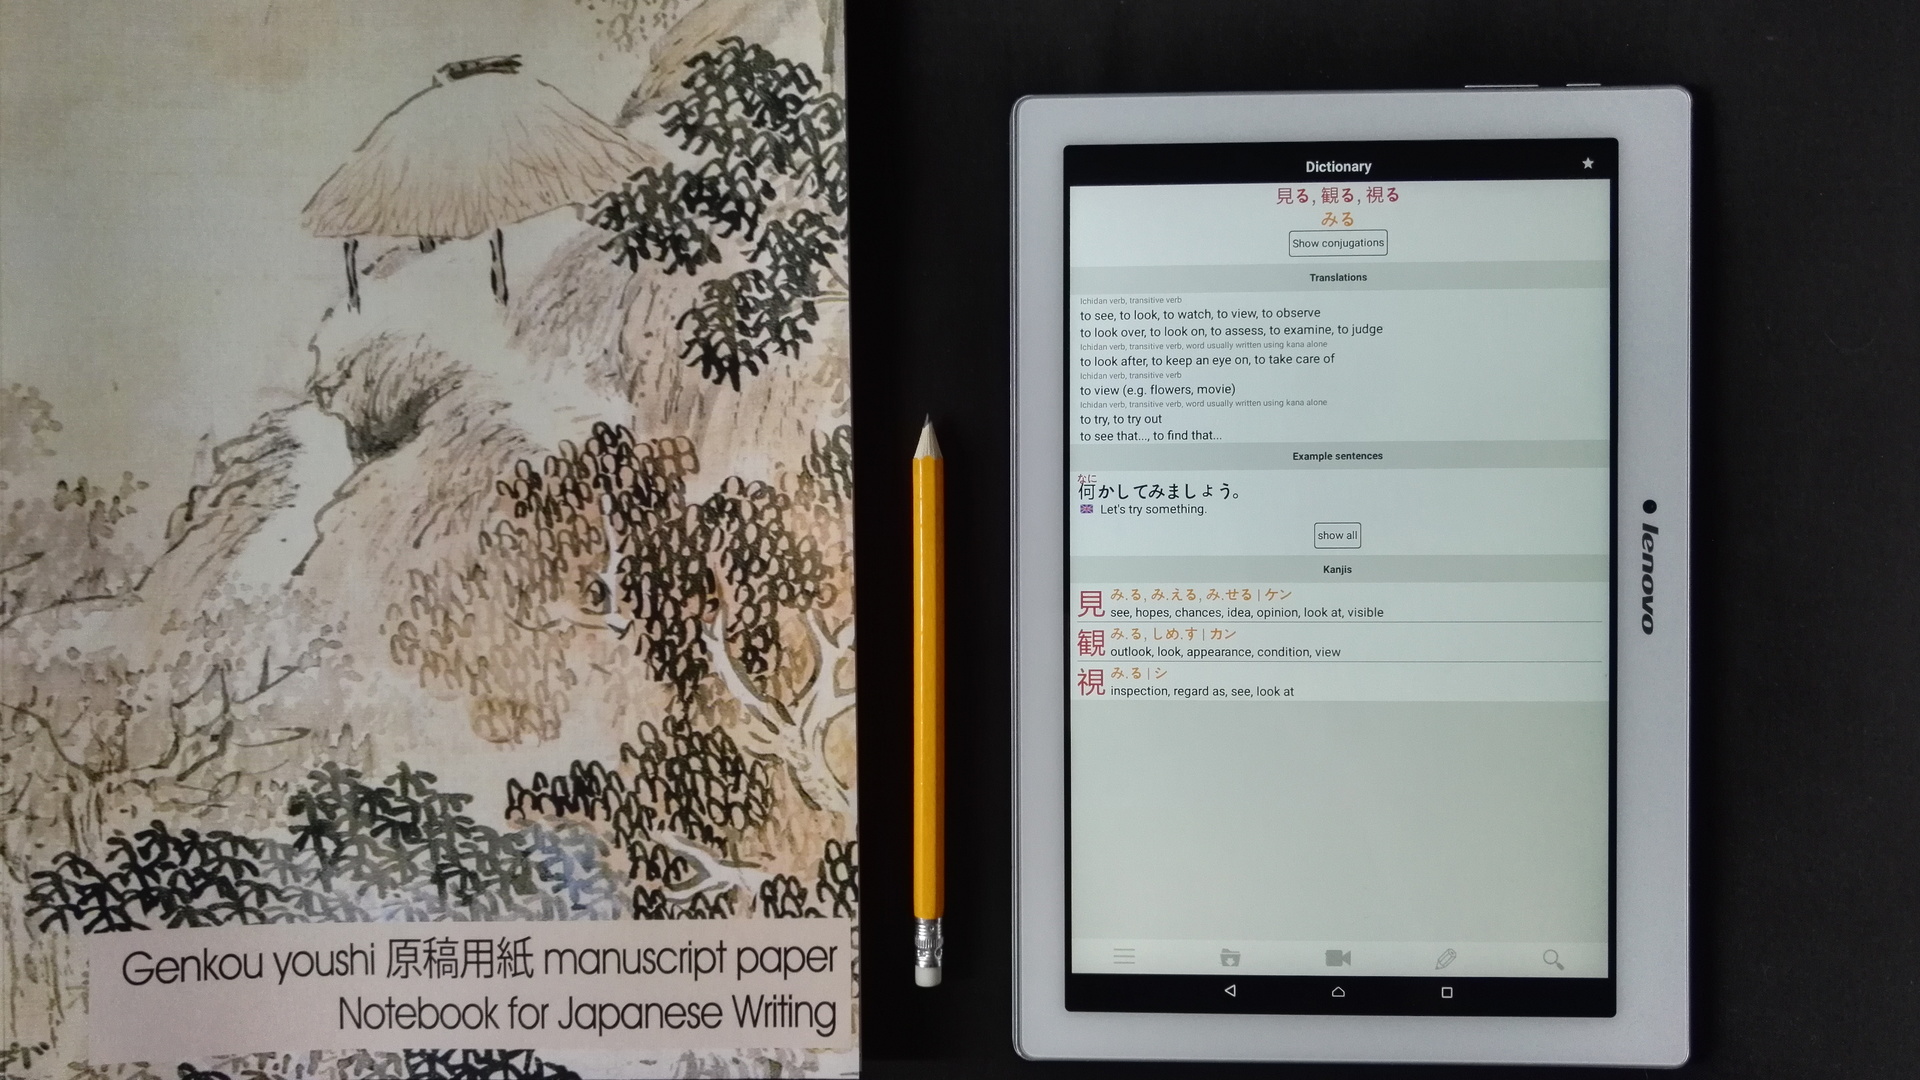 Genkou youshi 原稿用紙 manuscript paper
Notebook for Japanese Writing
Dictionary
見る, 観る, 視る
みる
Show conjugations
Translations
Ichidan verb, transitive verb
to see, to look, to watch, to view, to observe
to look over, to look on, to assess, to examine, to judge
Ichidan verb, transitive verb, word usually written using kana alone
to look after, to keep an eye on, to take care of
Ichidan verb, transitive verb
to view (e.g. flowers, movie)
Ichidan verb, transitive verb, word usually written using kana alone
to try, to try out
to see that..., to find that...
Example sentences
なに
何かしてみましょう。
Let's try something.
show all
Kanjis
見 み.る, み.える, み.せる | ケン
see, hopes, chances, idea, opinion, look at, visible
観 み.る, しめ.す | カン
outlook, look, appearance, condition, view
視 み.る | シ
inspection, regard as, see, look at
lenovo